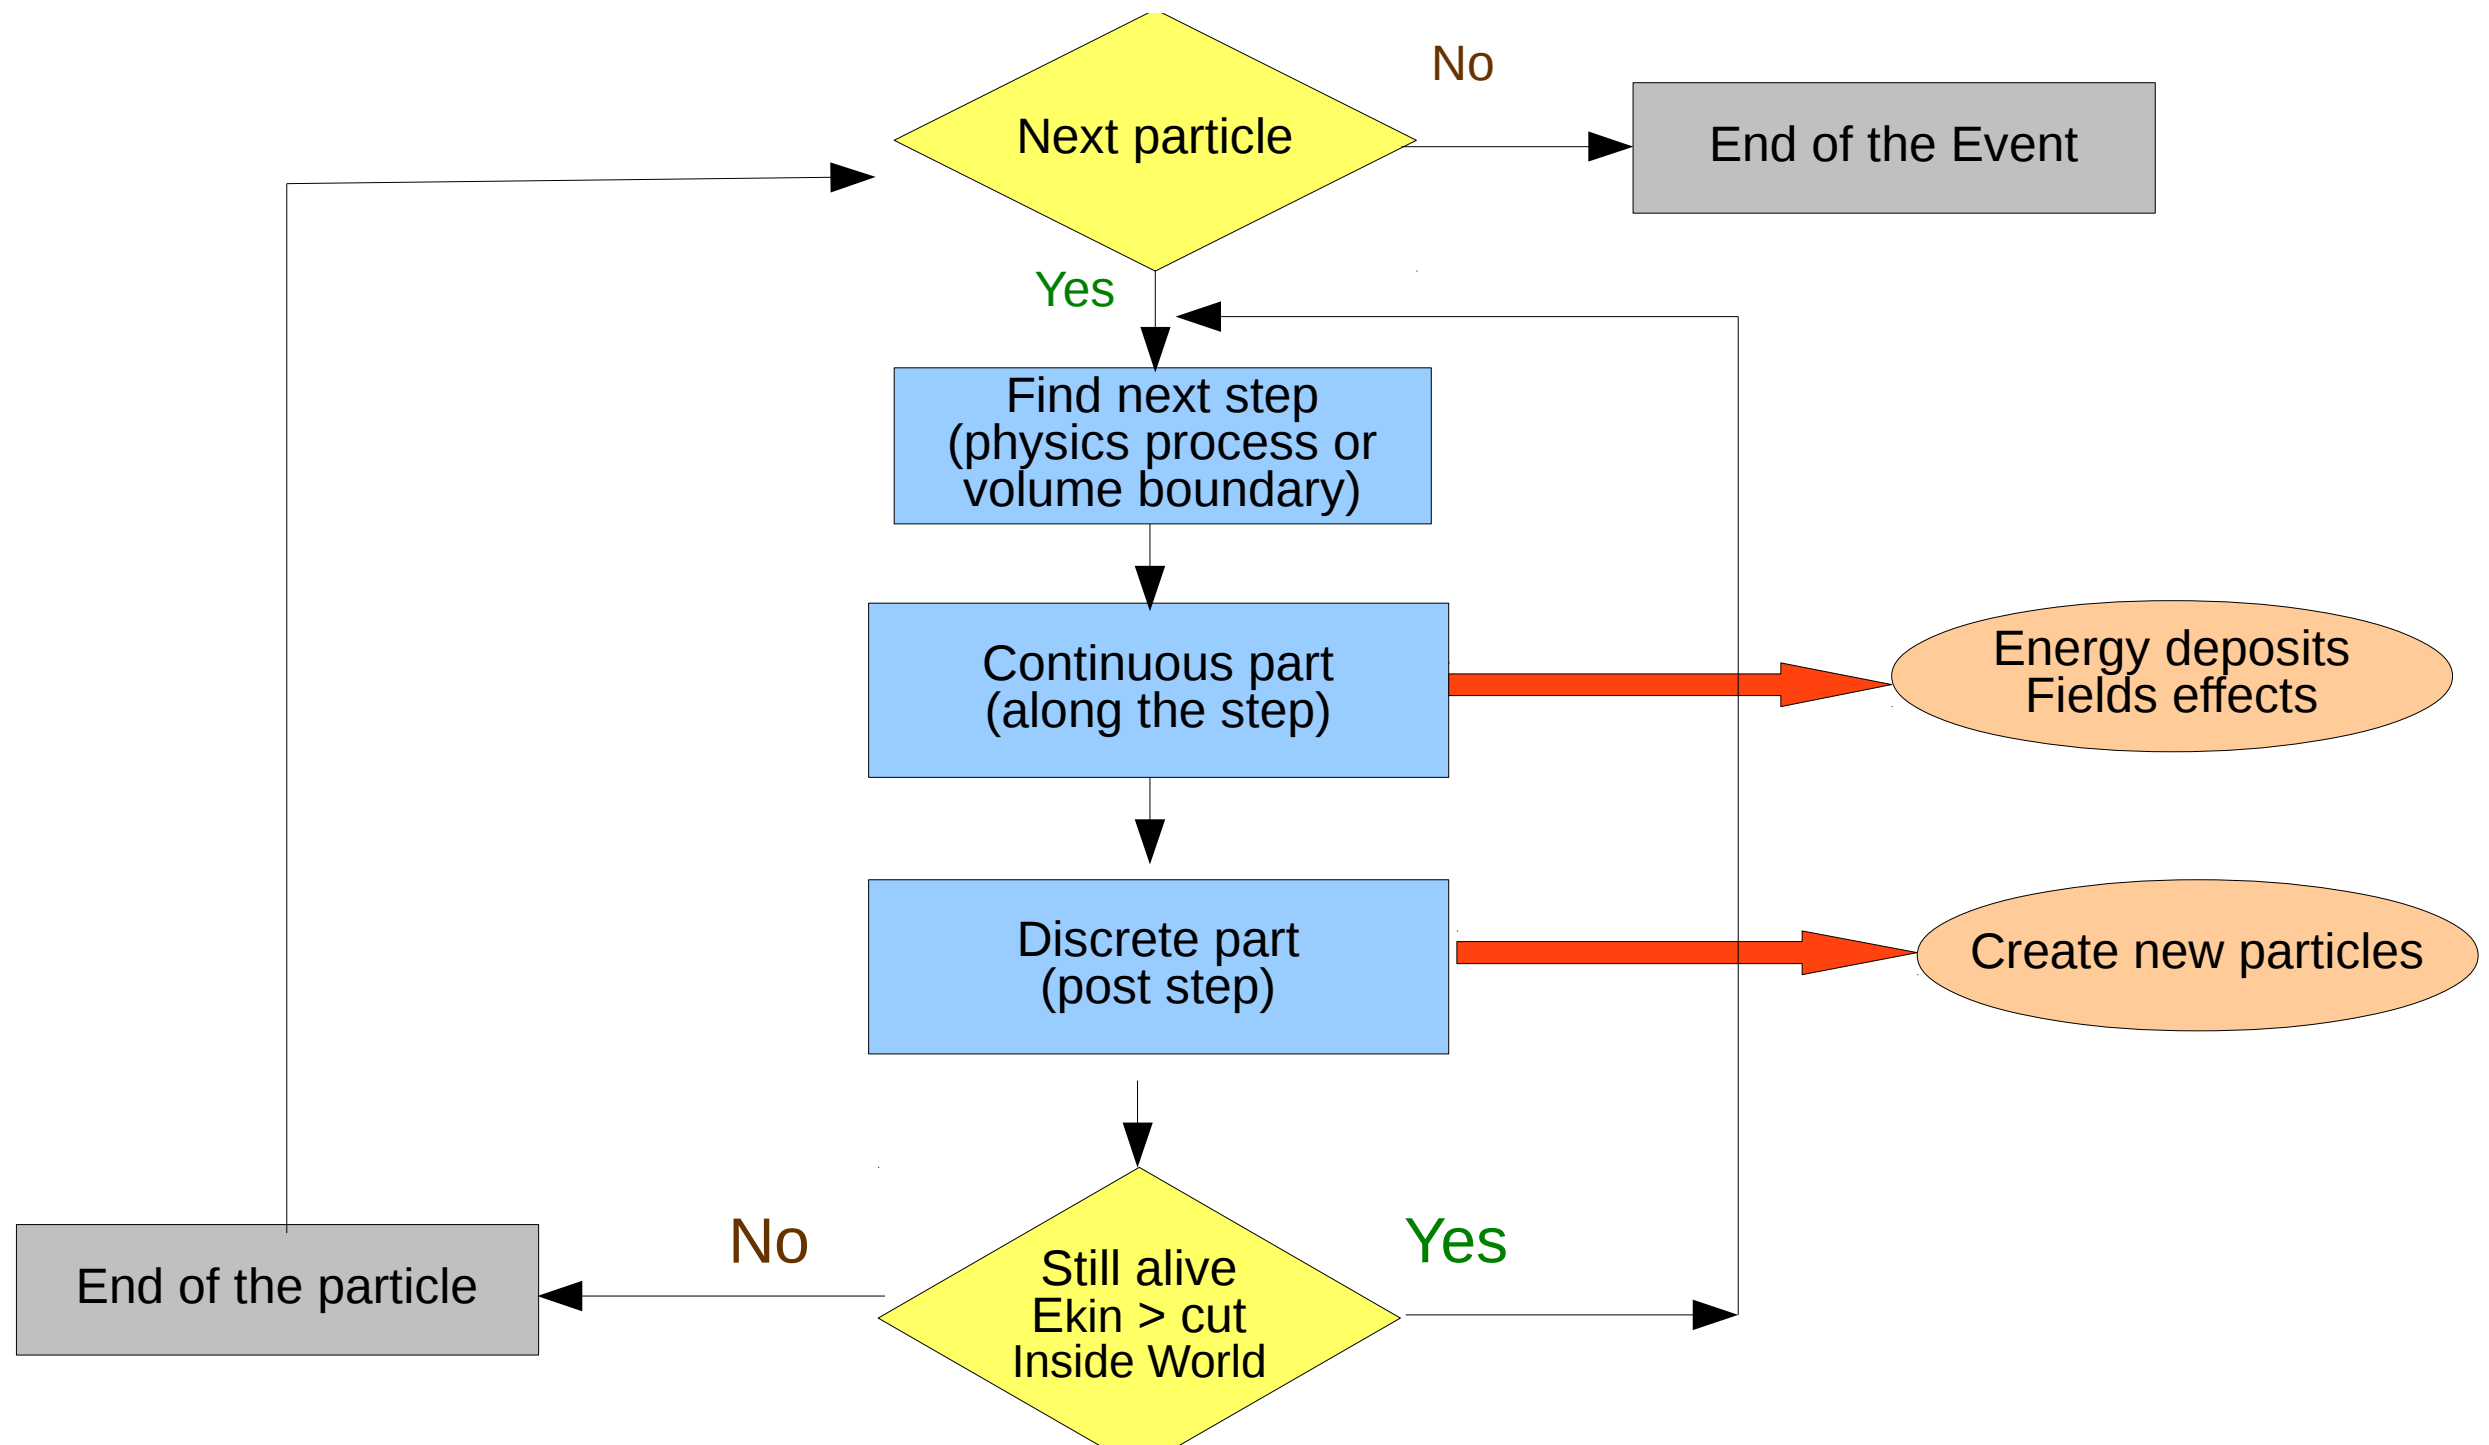 No
Next particle
End of the Event
Yes
Find next step
(physics process or
volume boundary)
Continuous part
(along the step)
Energy deposits
Fields effects
Discrete part
(post step)
Create new particles
No
Yes
Still alive
Ekin > cut
Inside World
End of the particle